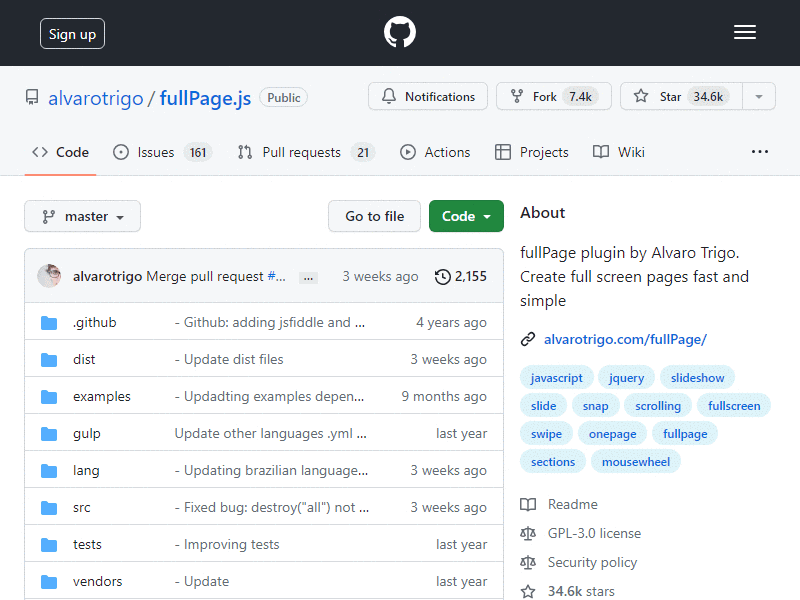 Sign up
alvarotrigo / fullPage.js Public
Notifications Fork 7.4k Star 34.6k
Code Issues 161 Pull requests 21 Actions Projects Wiki ...
master Go to file Code
alvarotrigo Merge pull request #... ... 3 weeks ago 2,155
.github - Github: adding jsfiddle and ... 4 years ago
dist - Update dist files 3 weeks ago
examples - Updadting examples depen... 9 months ago
gulp Update other languages .yml ... last year
lang - Updating brazilian language... 3 weeks ago
src - Fixed bug: destroy("all") not ... 3 weeks ago
tests - Improving tests last year
vendors - Update last year
About
fullPage plugin by Alvaro Trigo.
Create full screen pages fast and
simple
alvarotrigo.com/fullPage/
javascript jquery slideshow
slide snap scrolling fullscreen
swipe onepage fullpage
sections mousewheel
Readme
GPL-3.0 license
Security policy
34.6k stars